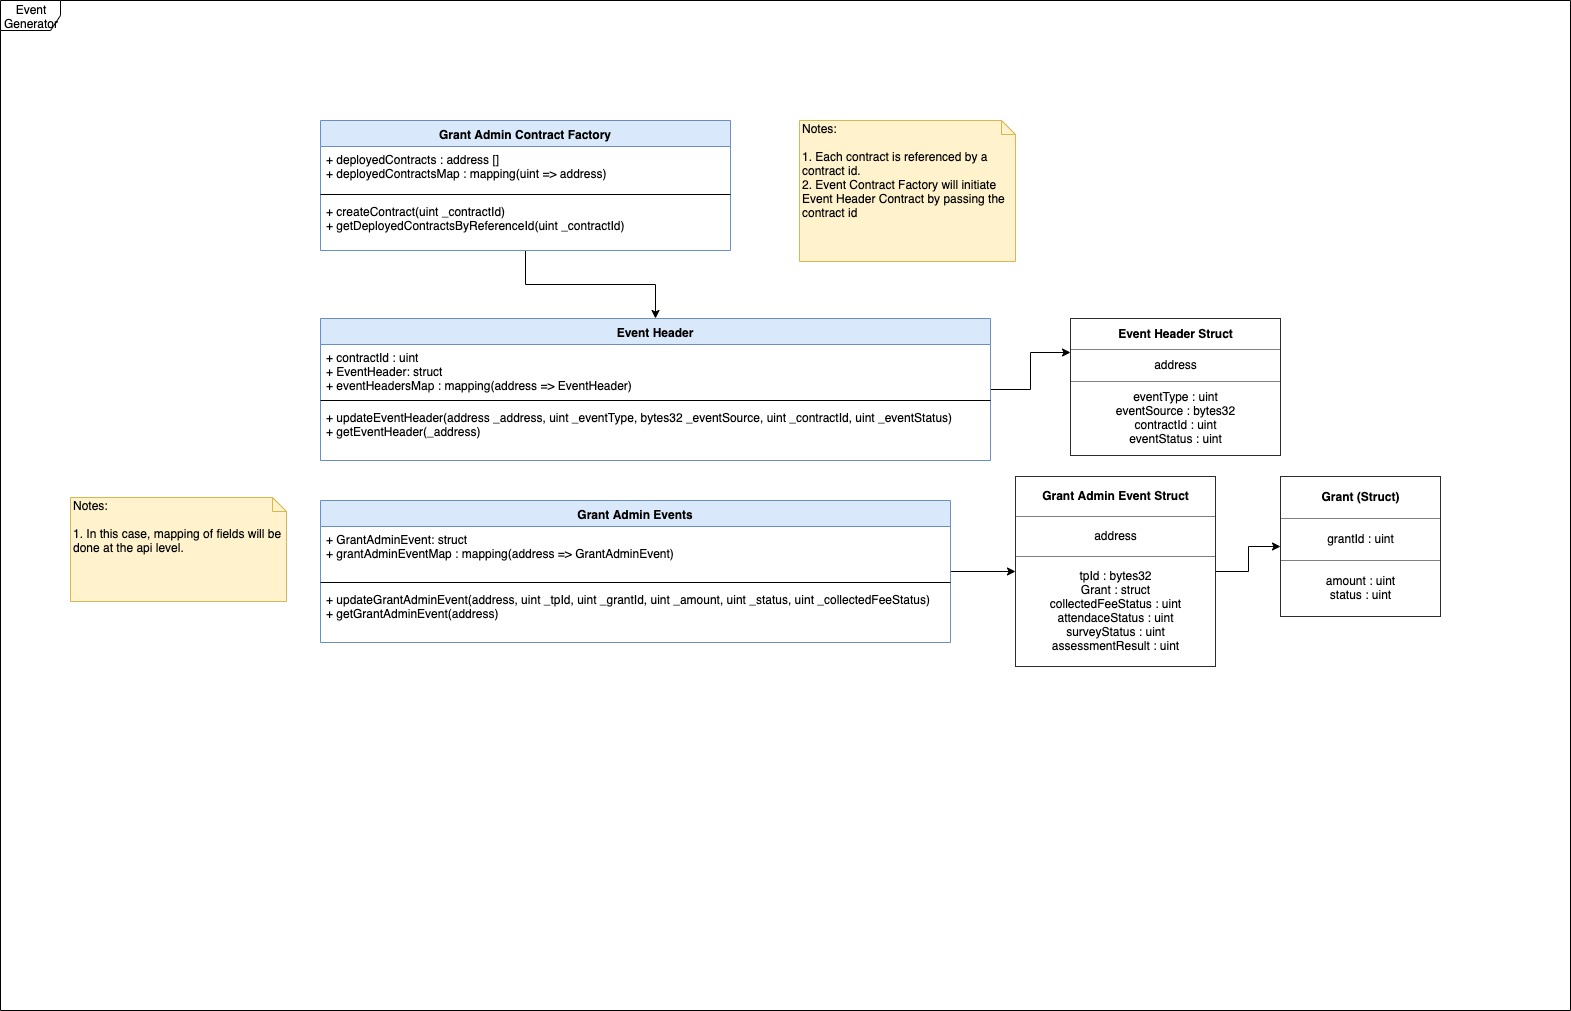 Event
Generator
Grant Admin Contract Factory
+ deployedContracts : address []
+ deployedContractsMap : mapping(uint => address)
+ createContract(uint _contractId)
+ getDeployedContractsByReferenceId(uint _contractId)
Notes:
1. Each contract is referenced by a
contract id.
2. Event Contract Factory will initiate
Event Header Contract by passing the
contract id
Event Header
+ contractId : uint
+ EventHeader: struct
+ eventHeadersMap : mapping(address => EventHeader)
+ updateEventHeader(address _address, uint _eventType, bytes32 _eventSource, uint _contractId, uint _eventStatus)
+ getEventHeader(_address)
Event Header Struct
address
eventType : uint
eventSource : bytes32
contractId : uint
eventStatus : uint
Notes:
1. In this case, mapping of fields will be
done at the api level.
Grant Admin Events
+ GrantAdminEvent: struct
+ grantAdminEventMap : mapping(address => GrantAdminEvent)
+ updateGrantAdminEvent(address, uint _tpId, uint _grantId, uint _amount, uint _status, uint _collectedFeeStatus)
+ getGrantAdminEvent(address)
Grant Admin Event Struct
address
tpId : bytes32
Grant : struct
collectedFeeStatus : uint
attendaceStatus : uint
surveyStatus : uint
assessmentResult : uint
Grant (Struct)
grantId : uint
amount : uint
status : uint